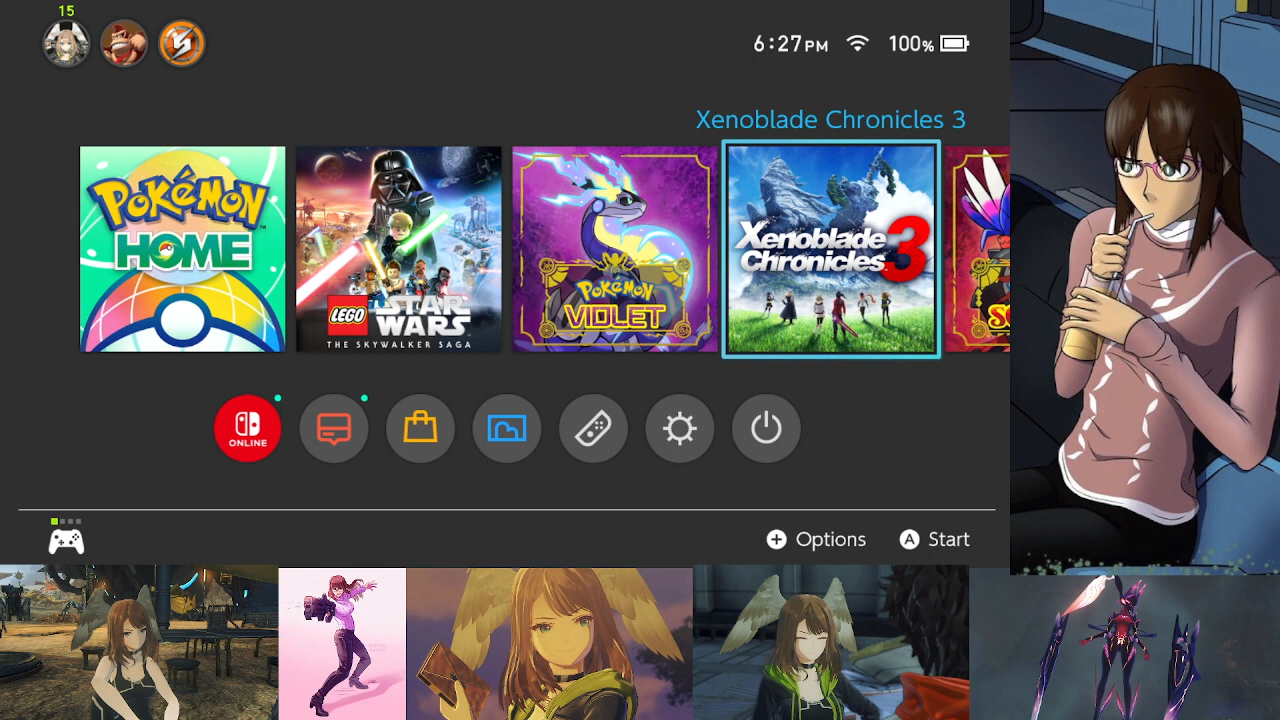 15
6:27PM 100%
Xenoblade Chronicles 3
POKéMON
HOME
LEGO STAR WARS
THE SKYWALKER SAGA
POKéMON
VIOLET
Xenoblade
Chronicles 3
ONLINE
+ Options A Start